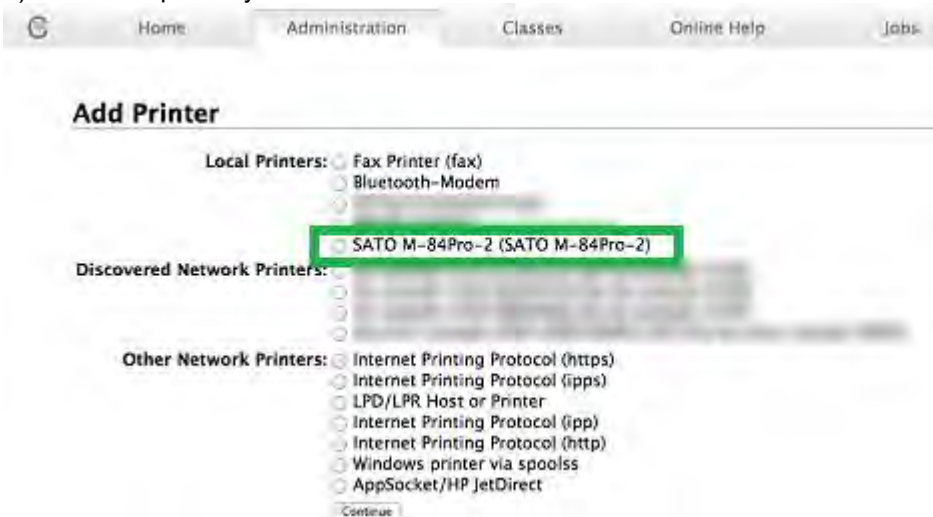 Home Administration Classes Online Help Jobs
Add Printer
Local Printers: Fax Printer (fax)
Bluetooth-Modem
SATO M-84Pro-2 (SATO M-84Pro-2)
Discovered Network Printers:
Other Network Printers: Internet Printing Protocol (https)
Internet Printing Protocol (ipps)
LPD/LPR Host or Printer
Internet Printing Protocol (ipp)
Internet Printing Protocol (http)
Windows printer via spoolss
AppSocket/HP JetDirect
Continue